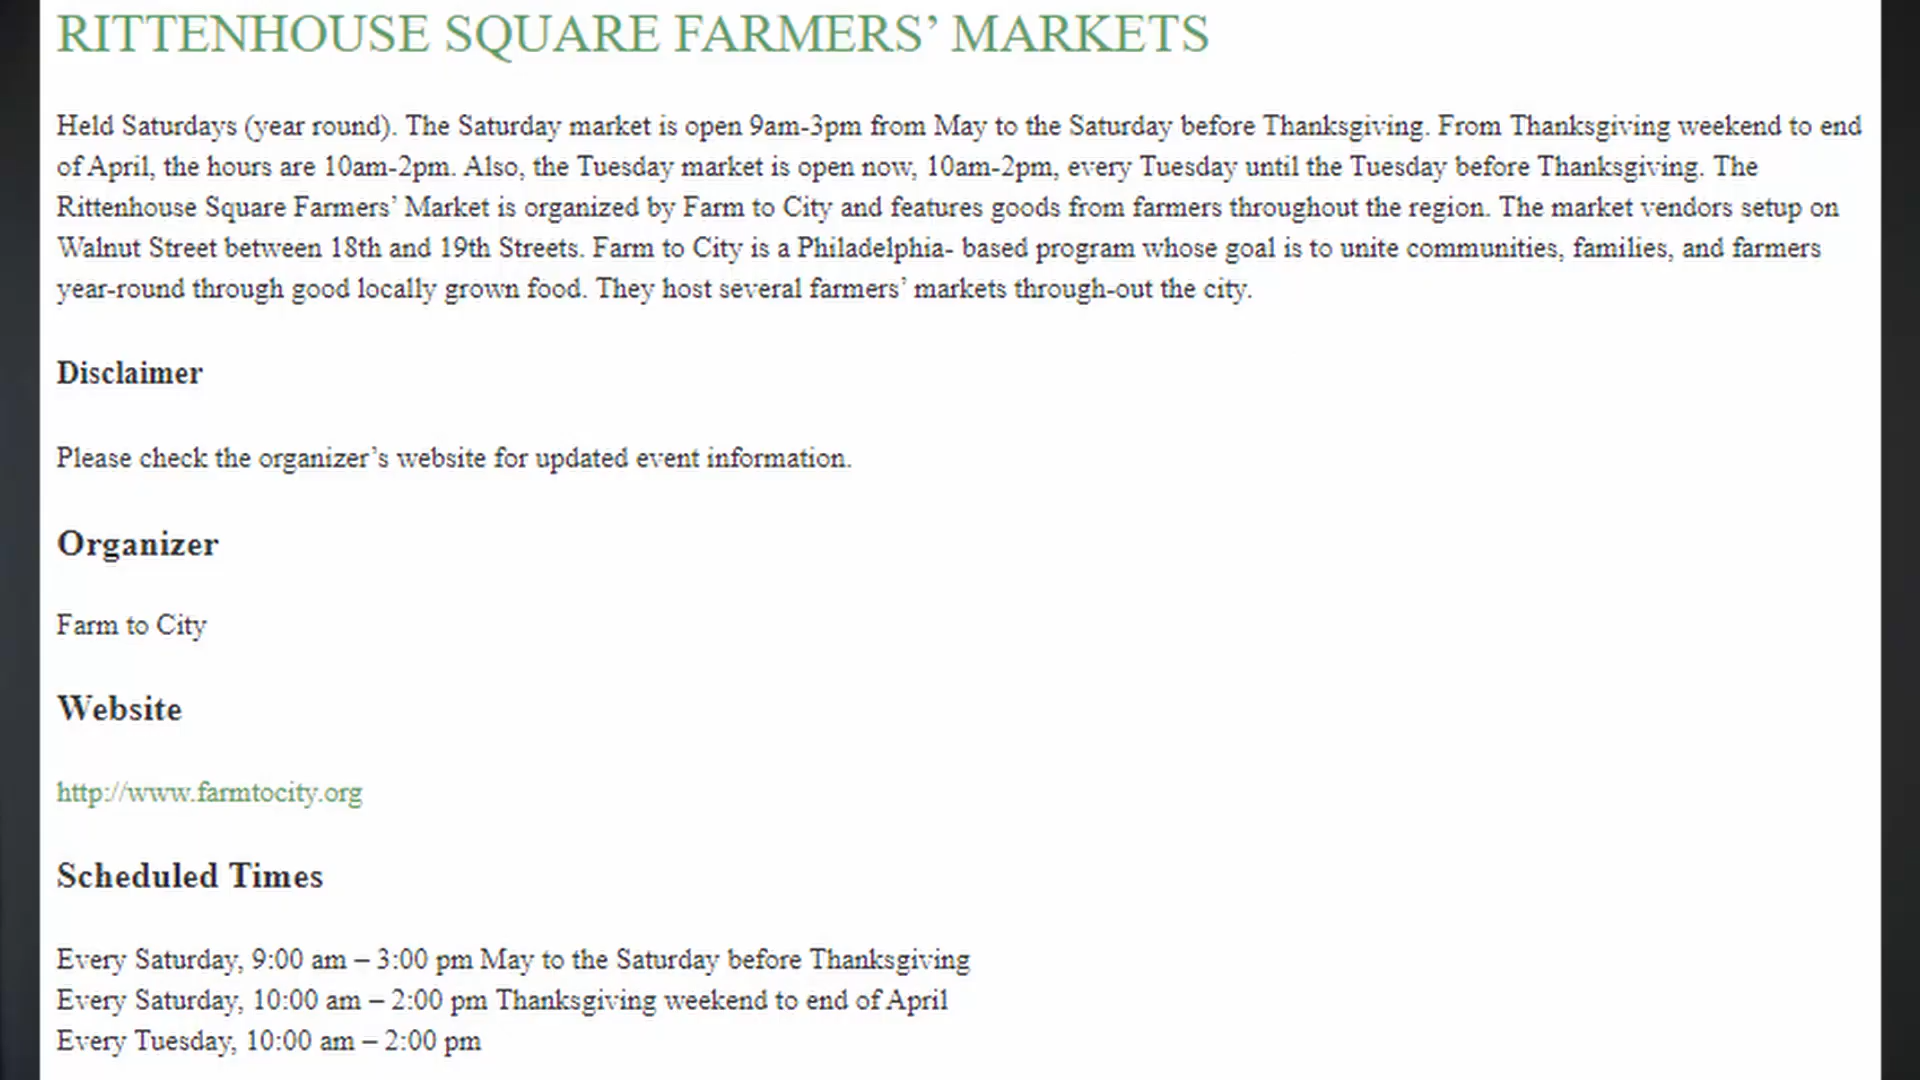 RITTENHOUSE SQUARE FARMERS’ MARKETS
Held Saturdays (year round). The Saturday market is open 9am-3pm from May to the Saturday before Thanksgiving. From Thanksgiving weekend to end
of April, the hours are 10am-2pm. Also, the Tuesday market is open now, 10am-2pm, every Tuesday until the Tuesday before Thanksgiving. The
Rittenhouse Square Farmers’ Market is organized by Farm to City and features goods from farmers throughout the region. The market vendors setup on
Walnut Street between 18th and 19th Streets. Farm to City is a Philadelphia- based program whose goal is to unite communities, families, and farmers
year-round through good locally grown food. They host several farmers’ markets through-out the city.
Disclaimer
Please check the organizer’s website for updated event information.
Organizer
Farm to City
Website
http://www.farmtocity.org
Scheduled Times
Every Saturday, 9:00 am – 3:00 pm May to the Saturday before Thanksgiving
Every Saturday, 10:00 am – 2:00 pm Thanksgiving weekend to end of April
Every Tuesday, 10:00 am – 2:00 pm